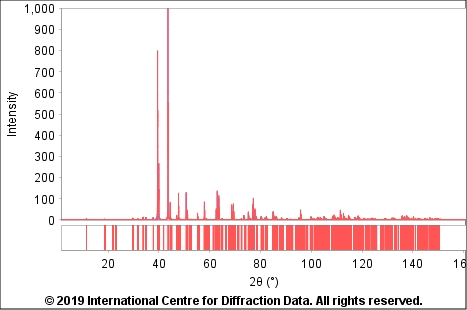 1,000
900
800
700
600
500
400
300
200
100
0
Intensity
20 40 60 80 100 120 140 16
2θ (°)
© 2019 International Centre for Diffraction Data. All rights reserved.